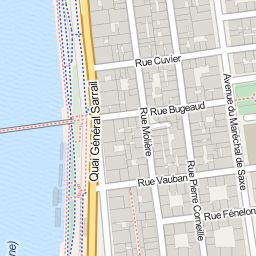 Rue Cuvier
Rue Bugeaud
Quai Général Sarrail
Rue Molière
Avenue du Maréchal de Saxe
Rue Vauban
Rue Pierre Corneille
Rue Fénelon
ne)